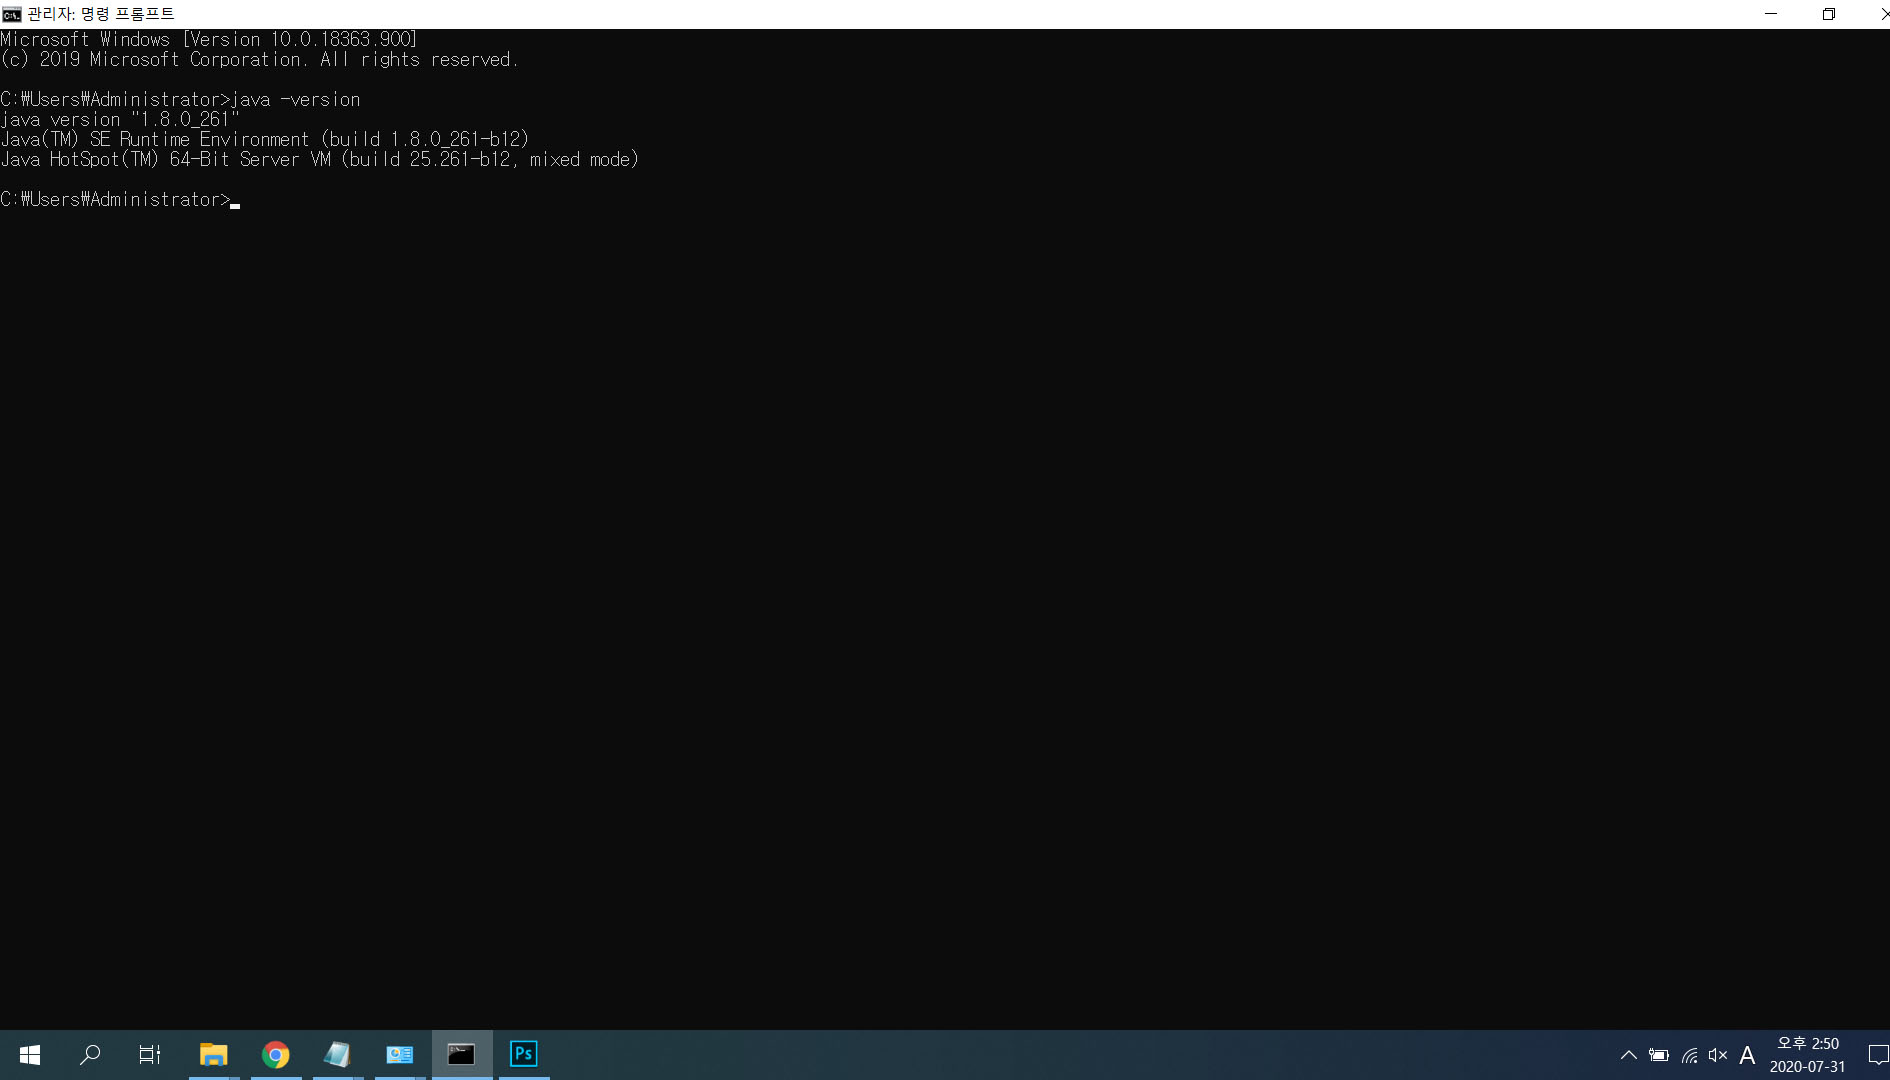 관리자: 명령 프롬프트
Microsoft Windows [Version 10.0.18363.900]
(c) 2019 Microsoft Corporation. All rights reserved.
C:\Users\Administrator>java -version
java version "1.8.0_261"
Java(TM) SE Runtime Environment (build 1.8.0_261-b12)
Java HotSpot(TM) 64-Bit Server VM (build 25.261-b12, mixed mode)
C:\Users\Administrator>
Ps
A
오후 2:50
2020-07-31